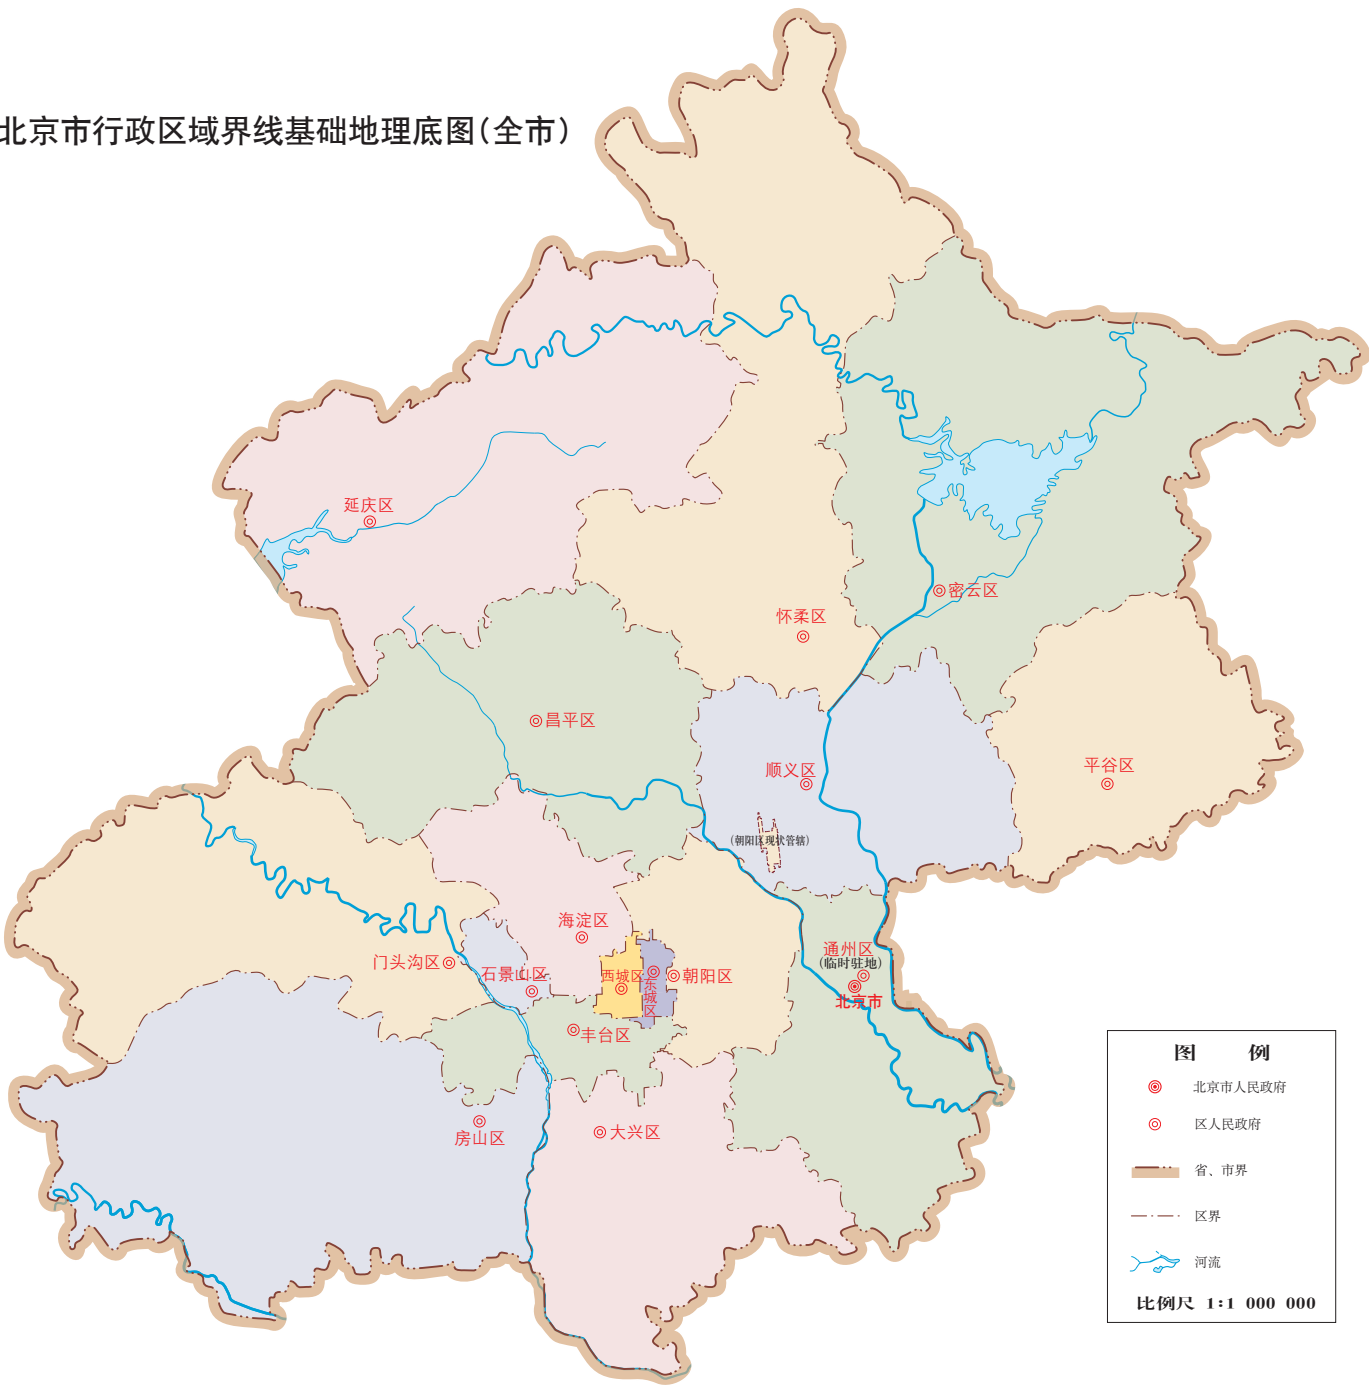 北京市行政区域界线基础地理底图(全市)
延庆区
密云区
怀柔区
昌平区
顺义区
平谷区
(朝阳区现状管辖)
海淀区
通州区
(临时驻地)
北京市
门头沟区
石景山区
西城区
东城区
朝阳区
丰台区
房山区
大兴区
图 例
北京市人民政府
区人民政府
省、市界
区界
河流
比例尺 1:1 000 000